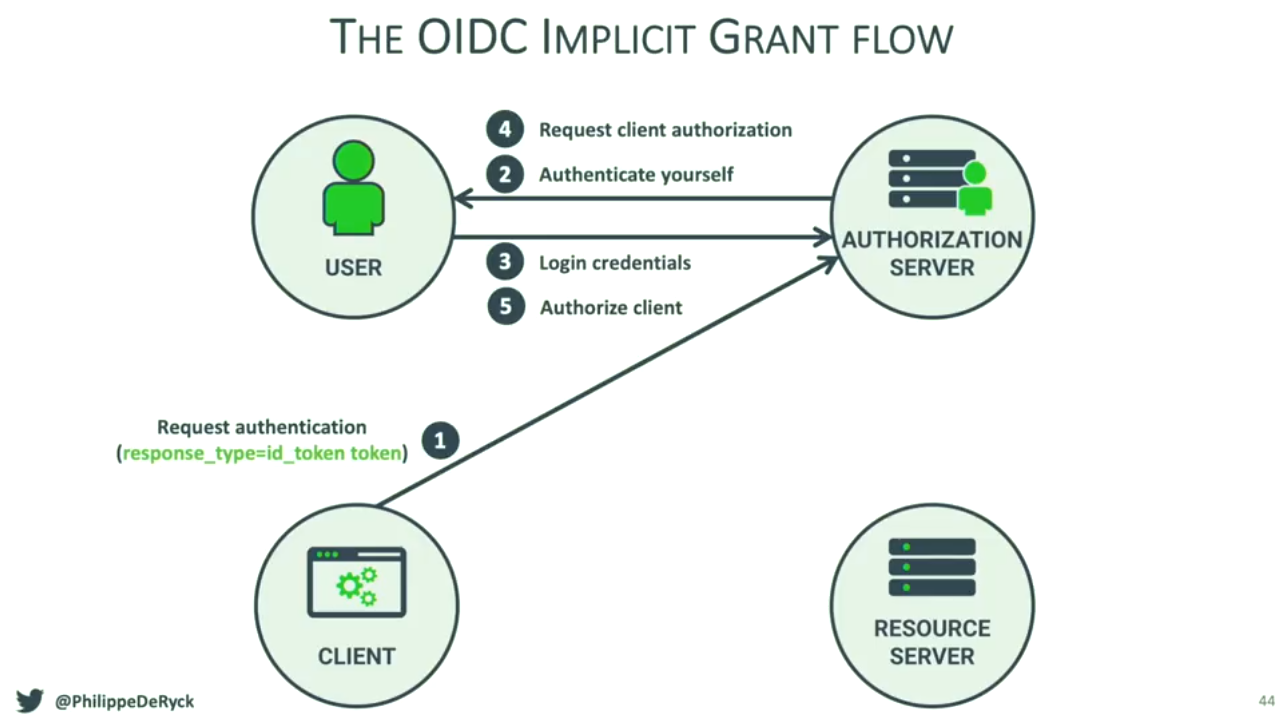 THE OIDC IMPLICIT GRANT FLOW
4 Request client authorization
2 Authenticate yourself
USER
AUTHORIZATION
SERVER
3 Login credentials
5 Authorize client
Request authentication
(response_type=id_token token)
1
CLIENT
RESOURCE
SERVER
@PhilippeDeRyck
44